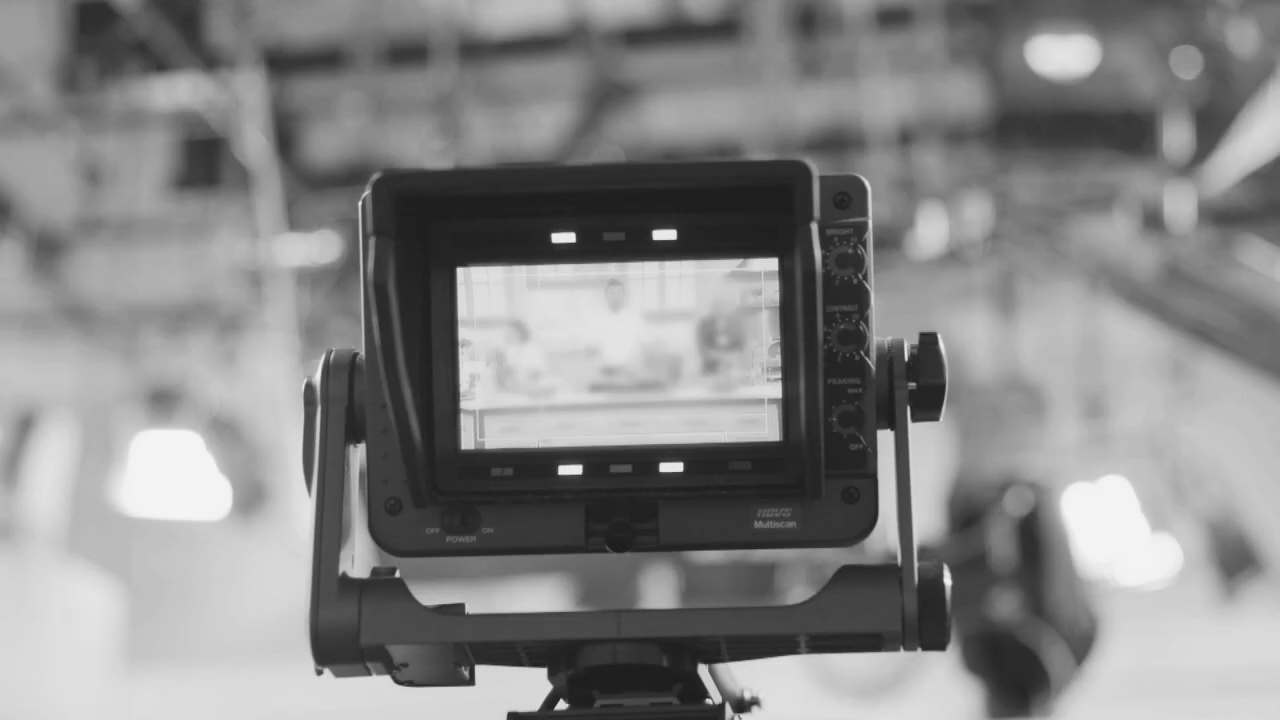 BRIGHT
CONTRAST
PEAKING
MAX
OFF
OFF
ON
POWER
Multiscan